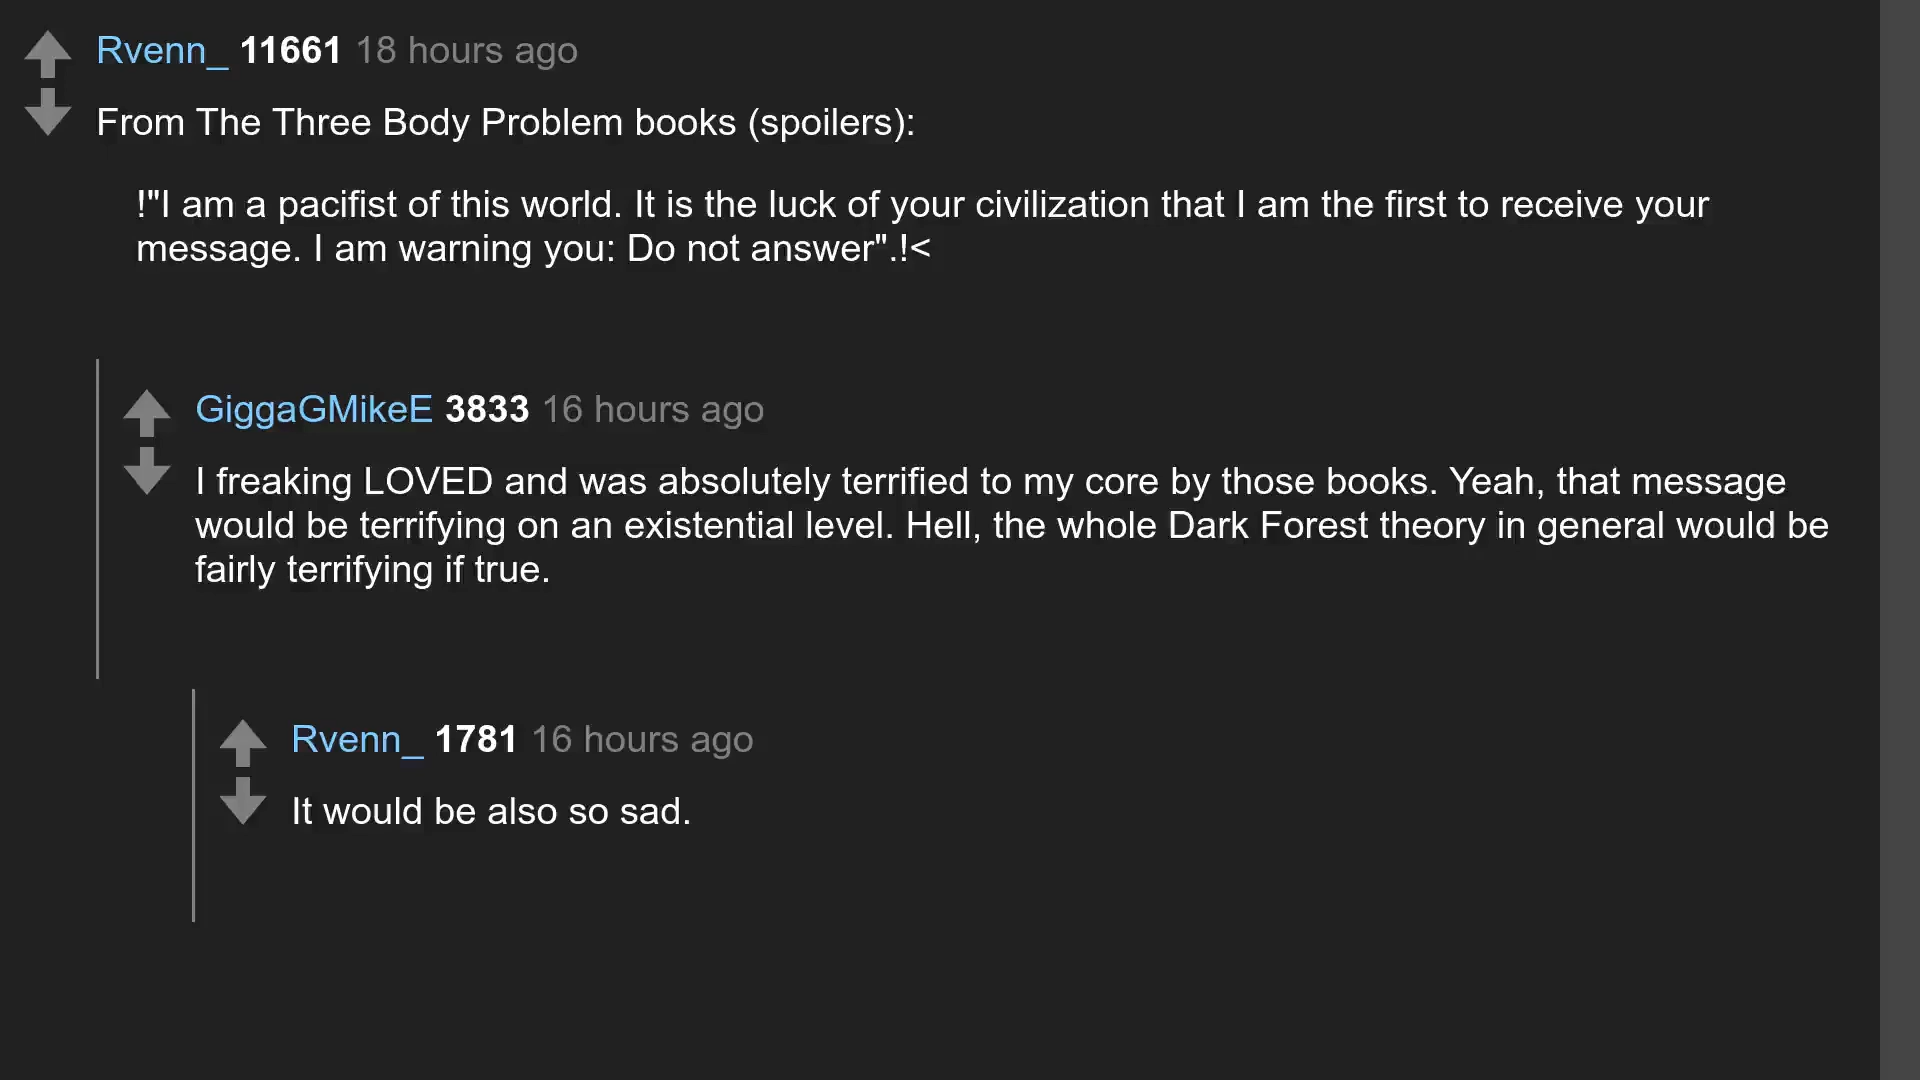 Rvenn_ 11661 18 hours ago
From The Three Body Problem books (spoilers):
!"I am a pacifist of this world. It is the luck of your civilization that I am the first to receive your
message. I am warning you: Do not answer".!<
GiggaGMikeE 3833 16 hours ago
I freaking LOVED and was absolutely terrified to my core by those books. Yeah, that message
would be terrifying on an existential level. Hell, the whole Dark Forest theory in general would be
fairly terrifying if true.
Rvenn_ 1781 16 hours ago
It would be also so sad.